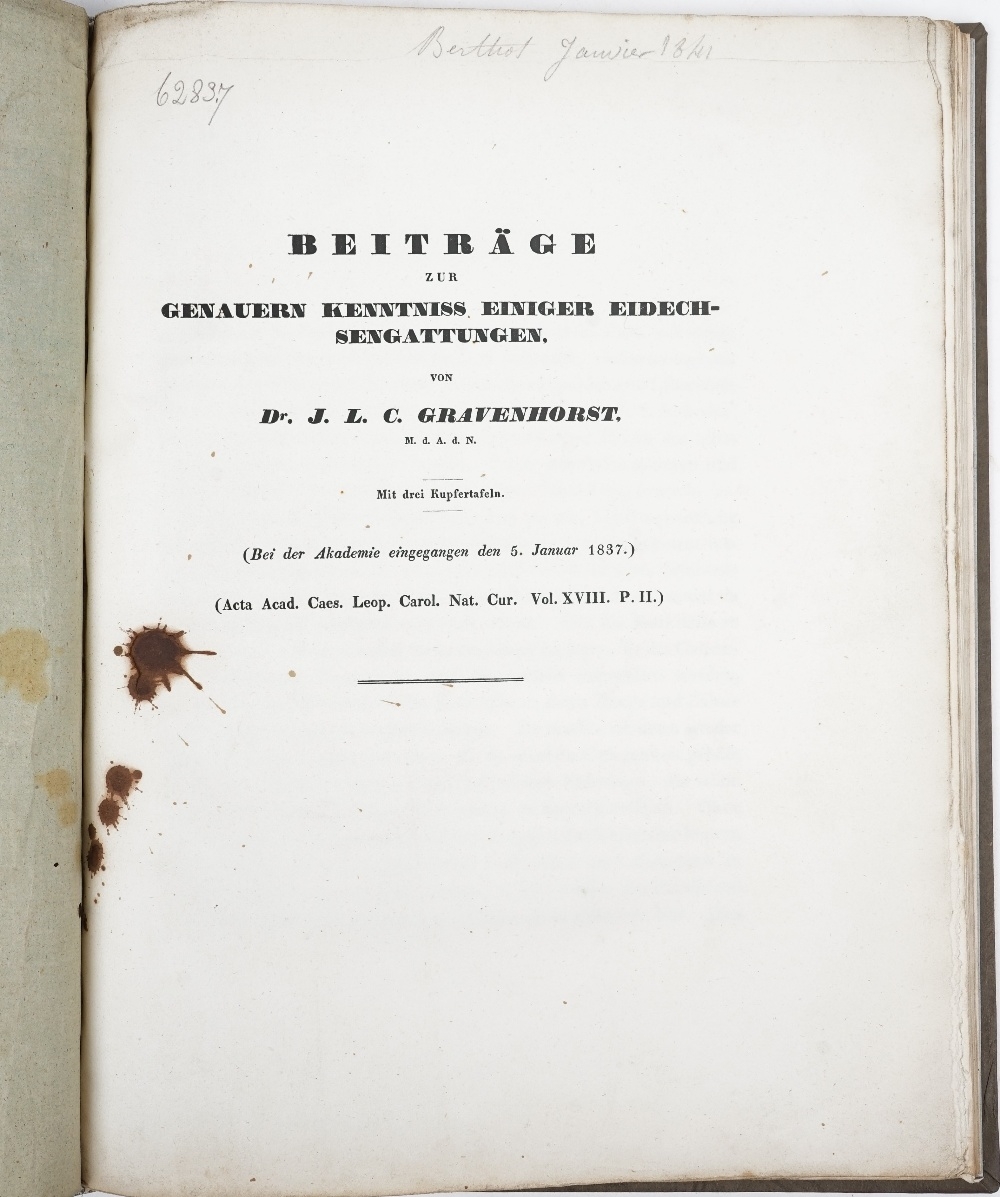 Berthol Janvier 1841
62837
BEITRÄGE
ZUR
GENAUERN KENNTNISS EINIGER EIDECH-
SENGATTUNGEN,
VON
Dr. J. L. C. GRAVENHORST,
M. d. A. d. N.
Mit drei Kupfertafeln.
(Bei der Akademie eingegangen den 5. Januar 1837.)
(Acta Acad. Caes. Leop. Carol. Nat. Cur. Vol. XVIII. P. II.)